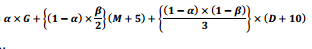 α × G + {(1 − α) × β/2} (M + 5) + {((1 − α) × (1 − β))/3} × (D + 10)